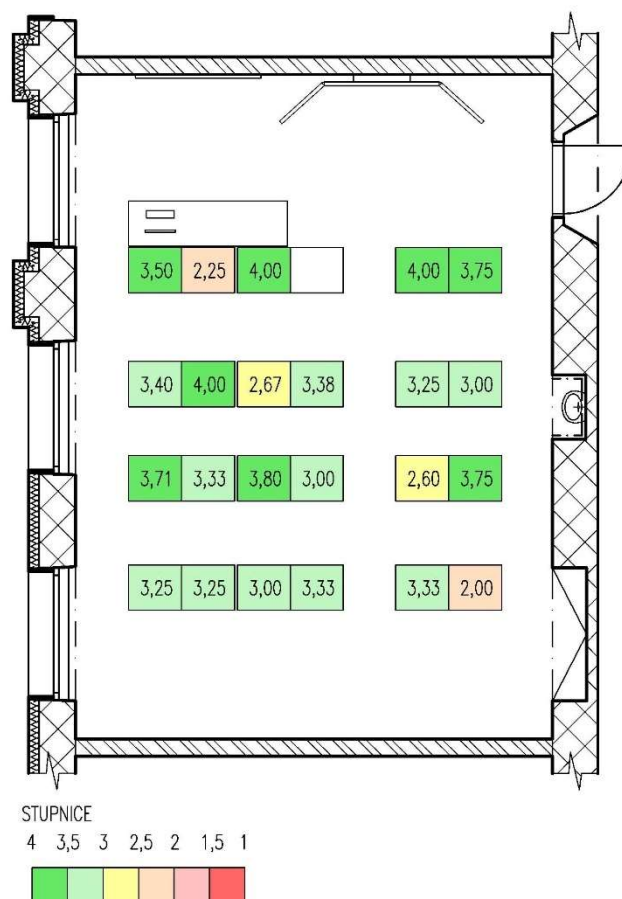 3,50 2,25 4,00 4,00 3,75
3,40 4,00 2,67 3,38 3,25 3,00
3,71 3,33 3,80 3,00 2,60 3,75
3,25 3,25 3,00 3,33 3,33 2,00
STUPNICE
4 3,5 3 2,5 2 1,5 1